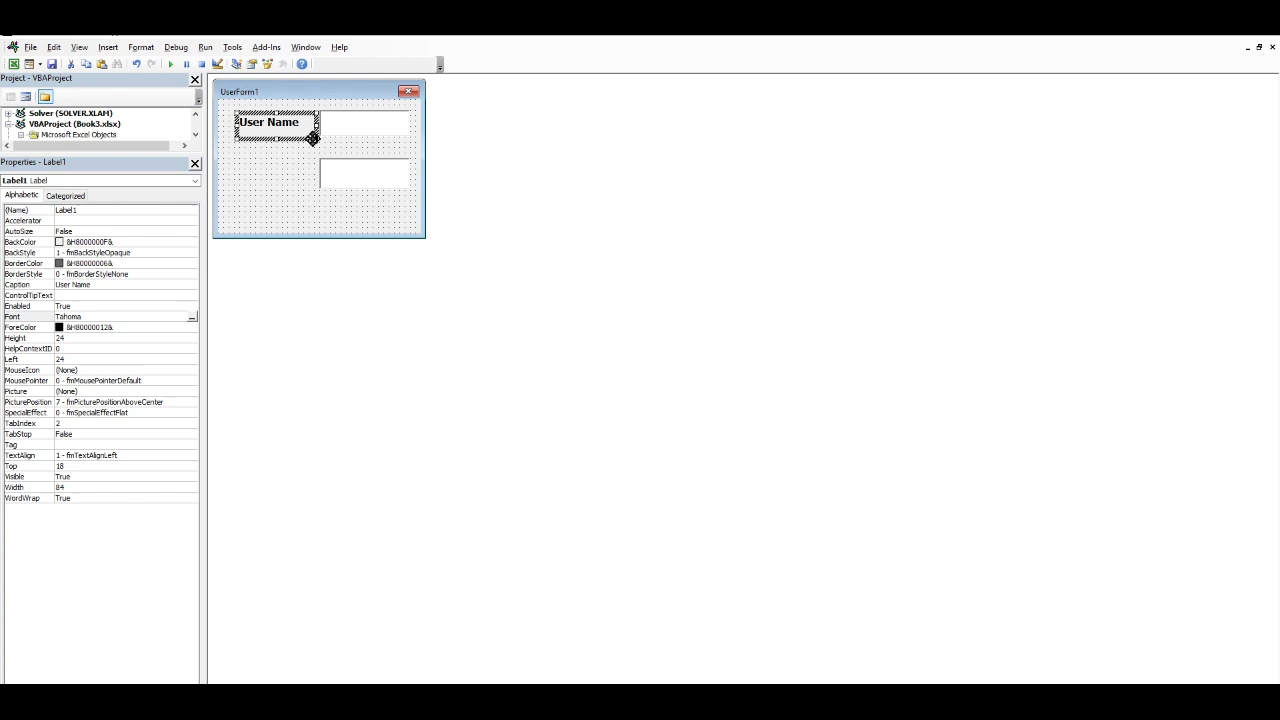 File Edit View Insert Format Debug Run Tools Add-Ins Window Help
Project - VBAProject
Solver (SOLVER.XLAM)
VBAProject (Book3.xlsx)
Microsoft Excel Objects
Properties - Label1
Label1 Label
Alphabetic Categorized
(Name) Label1
Accelerator
AutoSize False
BackColor &H8000000F&
BackStyle 1 - fmBackStyleOpaque
BorderColor &H80000006&
BorderStyle 0 - fmBorderStyleNone
Caption User Name
ControlTipText
Enabled True
Font Tahoma
ForeColor &H80000012&
Height 24
HelpContextID 0
Left 24
MouseIcon (None)
MousePointer 0 - fmMousePointerDefault
Picture (None)
PicturePosition 7 - fmPicturePositionAboveCenter
SpecialEffect 0 - fmSpecialEffectFlat
TabIndex 2
TabStop False
Tag
TextAlign 1 - fmTextAlignLeft
Top 18
Visible True
Width 84
WordWrap True
UserForm1
User Name